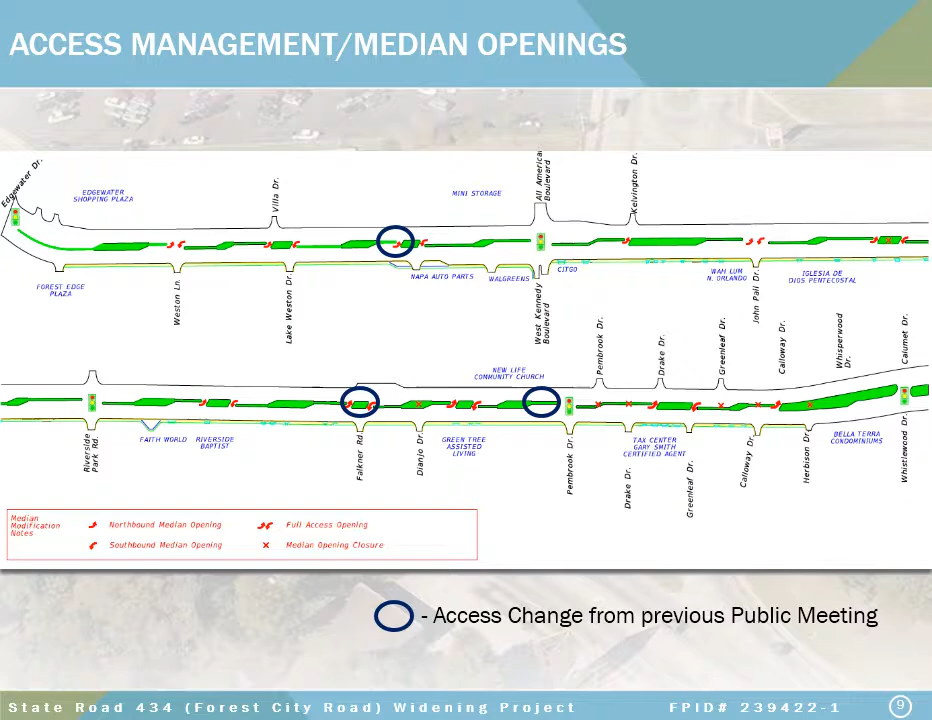 ACCESS MANAGEMENT/MEDIAN OPENINGS
Edgewater Dr.
EDGEWATER
SHOPPING PLAZA
Villa Dr.
MINI STORAGE
All America
Boulevard
Kelvington Dr.
FOREST EDGE
PLAZA
Weston Ln.
Lake Weston Dr.
NAPA AUTO PARTS
WALGREENS
West Kennedy
Boulevard
CITGO
WAH LUM
N. ORLANDO
John Pall Dr.
IGLESIA DE
DIOS PENTECOSTAL
NEW LIFE
COMMUNITY CHURCH
Pembrook Dr.
Drake Dr.
Greenleaf Dr.
Calloway Dr.
Whisperwood
Dr.
Calumet Dr.
Riverside
Park Rd.
FAITH WORLD
RIVERSIDE
BAPTIST
Falkner Rd.
Dianjo Dr.
GREEN TREE
ASSISTED
LIVING
Pembrook Dr.
Drake Dr.
TAX CENTER
GARY SMITH
CERTIFIED AGENT
Greenleaf Dr.
Calloway Dr.
Herbison Dr.
BELLA TERRA
CONDOMINIUMS
Whistlewood Dr.
Median
Modification
Notes
Northbound Median Opening
Full Access Opening
Southbound Median Opening
Median Opening Closure
- Access Change from previous Public Meeting
State Road 434 (Forest City Road) Widening Project
FPID# 239422-1
9